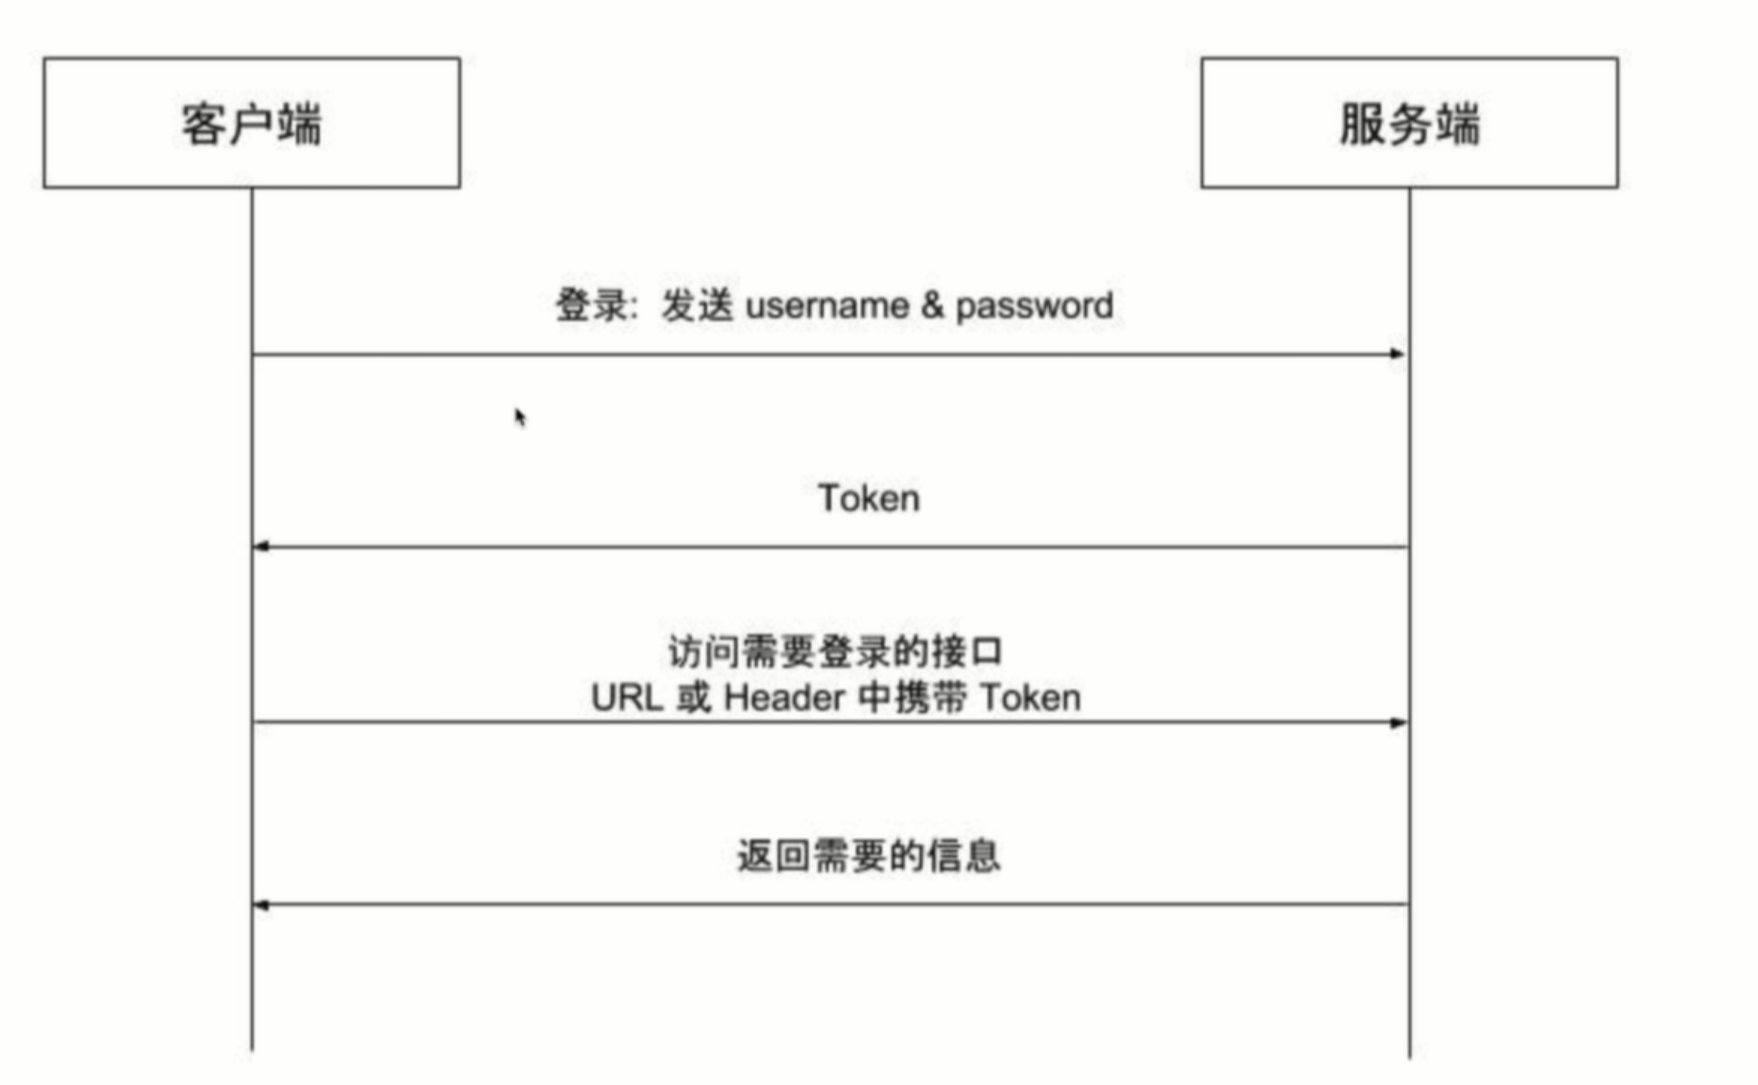 客户端
服务端
登录: 发送 username & password
Token
访问需要登录的接口
URL 或 Header 中携带 Token
返回需要的信息